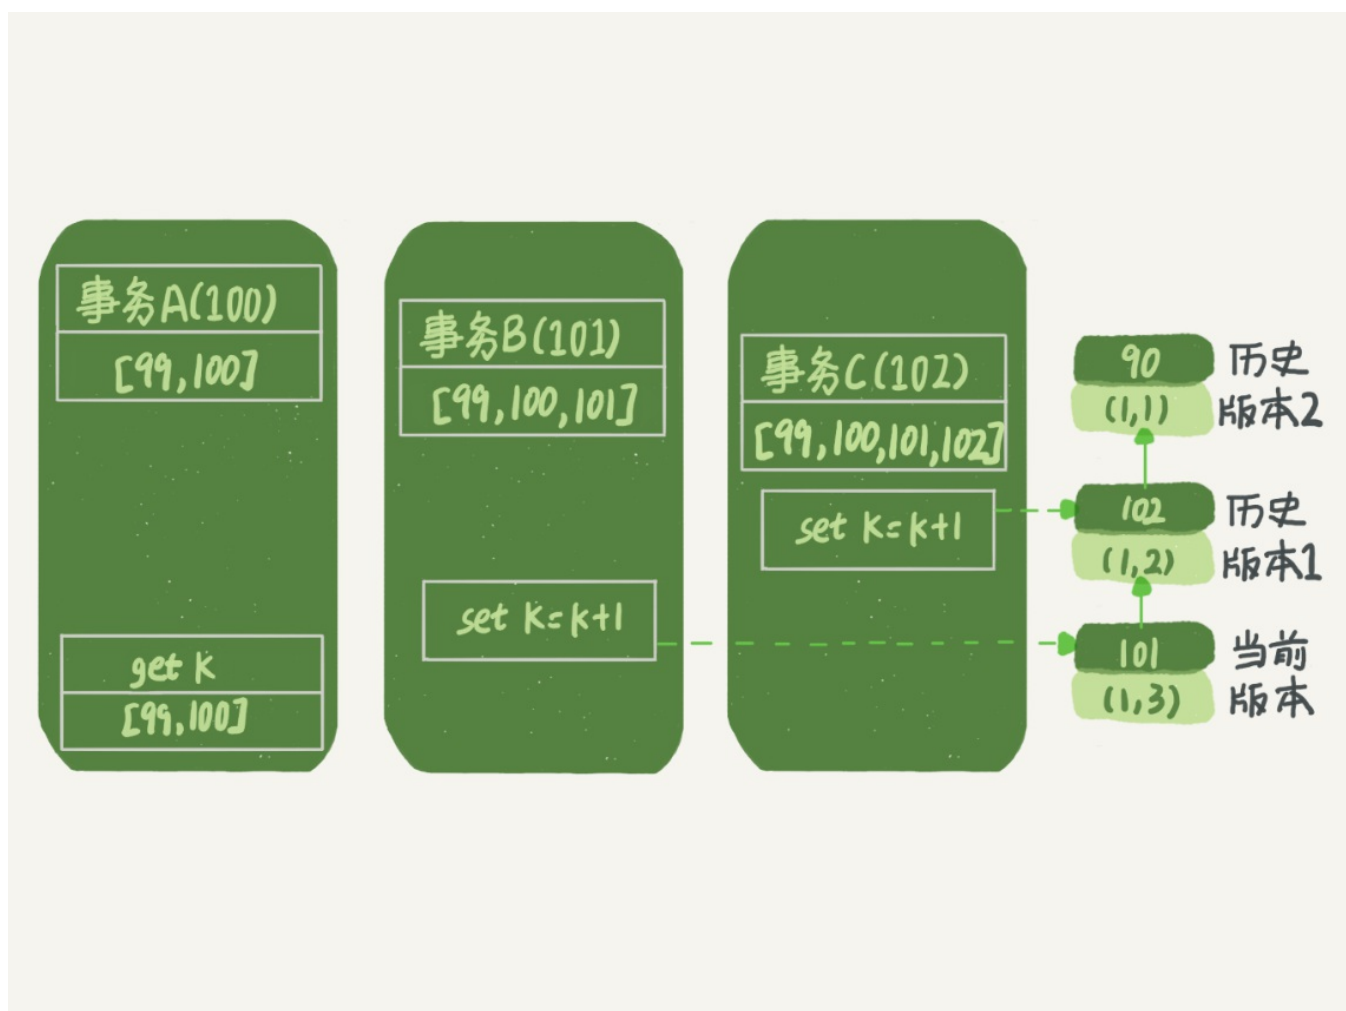 事务A(100)
[99,100]
get k
[99,100]
事务B(101)
[99,100,101]
set k=k+1
事务C(102)
[99,100,101,102]
set k=k+1
90
(1,1)
历史
版本2
102
(1,2)
历史
版本1
101
(1,3)
当前
版本